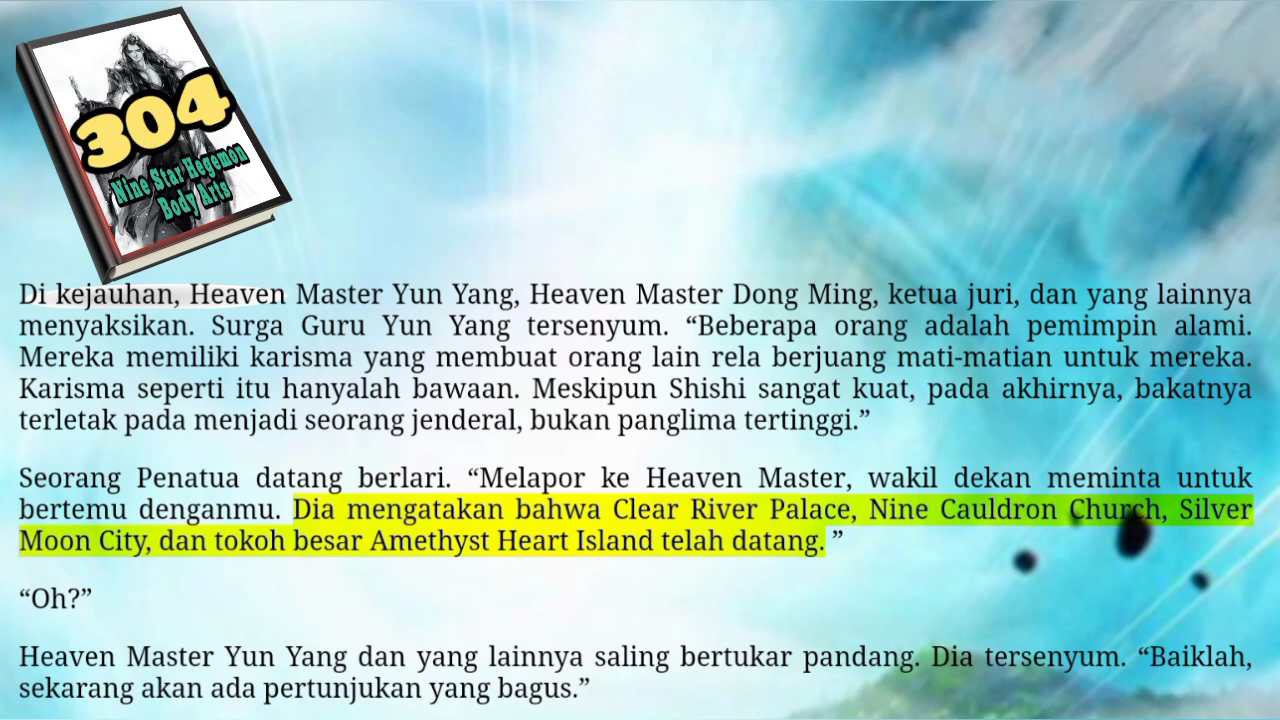 304
Nine Star Hegemon
Body Arts
Di kejauhan, Heaven Master Yun Yang, Heaven Master Dong Ming, ketua juri, dan yang lainnya
menyaksikan. Surga Guru Yun Yang tersenyum. “Beberapa orang adalah pemimpin alami.
Mereka memiliki karisma yang membuat orang lain rela berjuang mati-matian untuk mereka.
Karisma seperti itu hanyalah bawaan. Meskipun Shishi sangat kuat, pada akhirnya, bakatnya
terletak pada menjadi seorang jenderal, bukan panglima tertinggi.”
Seorang Penatua datang berlari. “Melapor ke Heaven Master, wakil dekan meminta untuk
bertemu denganmu. Dia mengatakan bahwa Clear River Palace, Nine Cauldron Church, Silver
Moon City, dan tokoh besar Amethyst Heart Island telah datang. ”
“Oh?”
Heaven Master Yun Yang dan yang lainnya saling bertukar pandang. Dia tersenyum. “Baiklah,
sekarang akan ada pertunjukan yang bagus.”